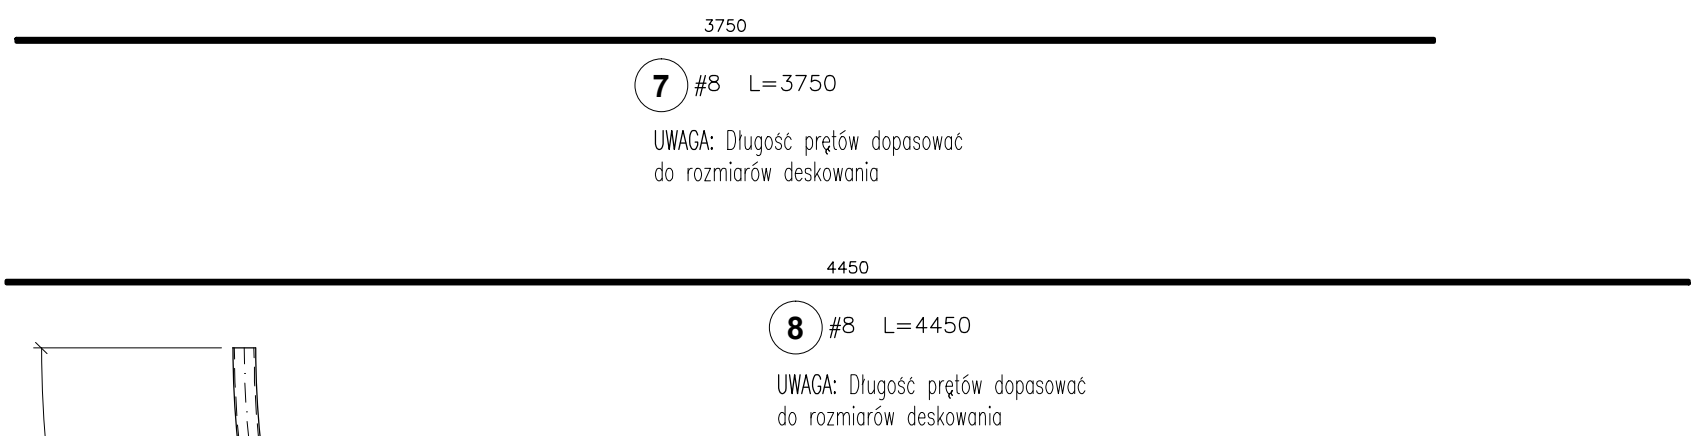 3750
7 #8 L=3750
UWAGA: Długość prętów dopasować
do rozmiarów deskowania
4450
8 #8 L=4450
UWAGA: Długość prętów dopasować
do rozmiarów deskowania